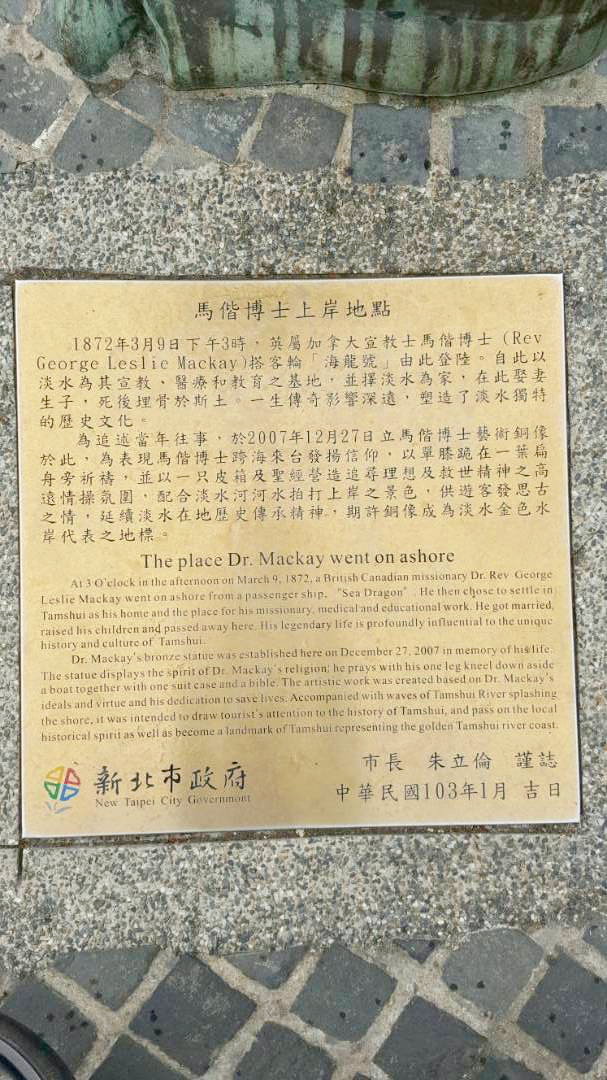 馬偕博士上岸地點
1872年3月9日下午3時，英屬加拿大宣教士馬偕博士 (Rev
George Leslie Mackay)搭客輪「海龍號」由此登陸。自此以
淡水為其宣教、醫療和教育之基地，並擇淡水為家，在此娶妻
生子，死後埋骨於斯土。一生傳奇影響深遠，塑造了淡水獨特
的歷史文化。
為追述當年往事，於2007年12月27日立馬偕博士藝術銅像
於此，為表現馬偕博士跨海來台發揚信仰，以單膝跪在一葉扁
舟旁祈禱，並以一只皮箱及聖經營造追尋理想及救世精神之高
遠情操氛圍，配合淡水河河水拍打上岸之景色，供遊客發思古
之情，延續淡水在地歷史傳承精神，期許銅像成為淡水金色水
岸代表之地標。
The place Dr. Mackay went on ashore
At 3 O'clock in the afternoon on March 9, 1872, a British Canadian missionary Dr. Rev George
Leslie Mackay went on ashore from a passenger ship, "Sea Dragon". He then chose to settle in
Tamshui as his home and the place for his missionary, medical and educational work. He got married,
raised his children and passed away here. His legendary life is profoundly influential to the unique
history and culture of Tamshui.
Dr. Mackay's bronze statue was established here on December 27, 2007 in memory of his life.
The statue displays the spirit of Dr. Mackay's religion; he prays with his one leg kneel down aside
a boat together with one suit case and a bible. The artistic work was created based on Dr. Mackay's
ideals and virtue and his dedication to save lives. Accompanied with waves of Tamshui River splashing
the shore, it was intended to draw tourist's attention to the history of Tamshui, and pass on the local
historical spirit as well as become a landmark of Tamshui representing the golden Tamshui river coast.
新北市政府
New Taipei City Government
市長 朱立倫 謹誌
中華民國103年1月 吉日